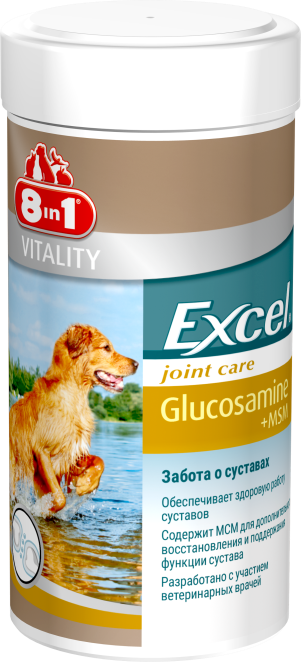 8in1®
VITALITY
Excel
joint care
Glucosamine
+MSM
Забота о суставах
Обеспечивает здоровую работу
суставов
Содержит МСМ для дополнительного
восстановления и поддержания
функции сустава
Разработано с участием
ветеринарных врачей